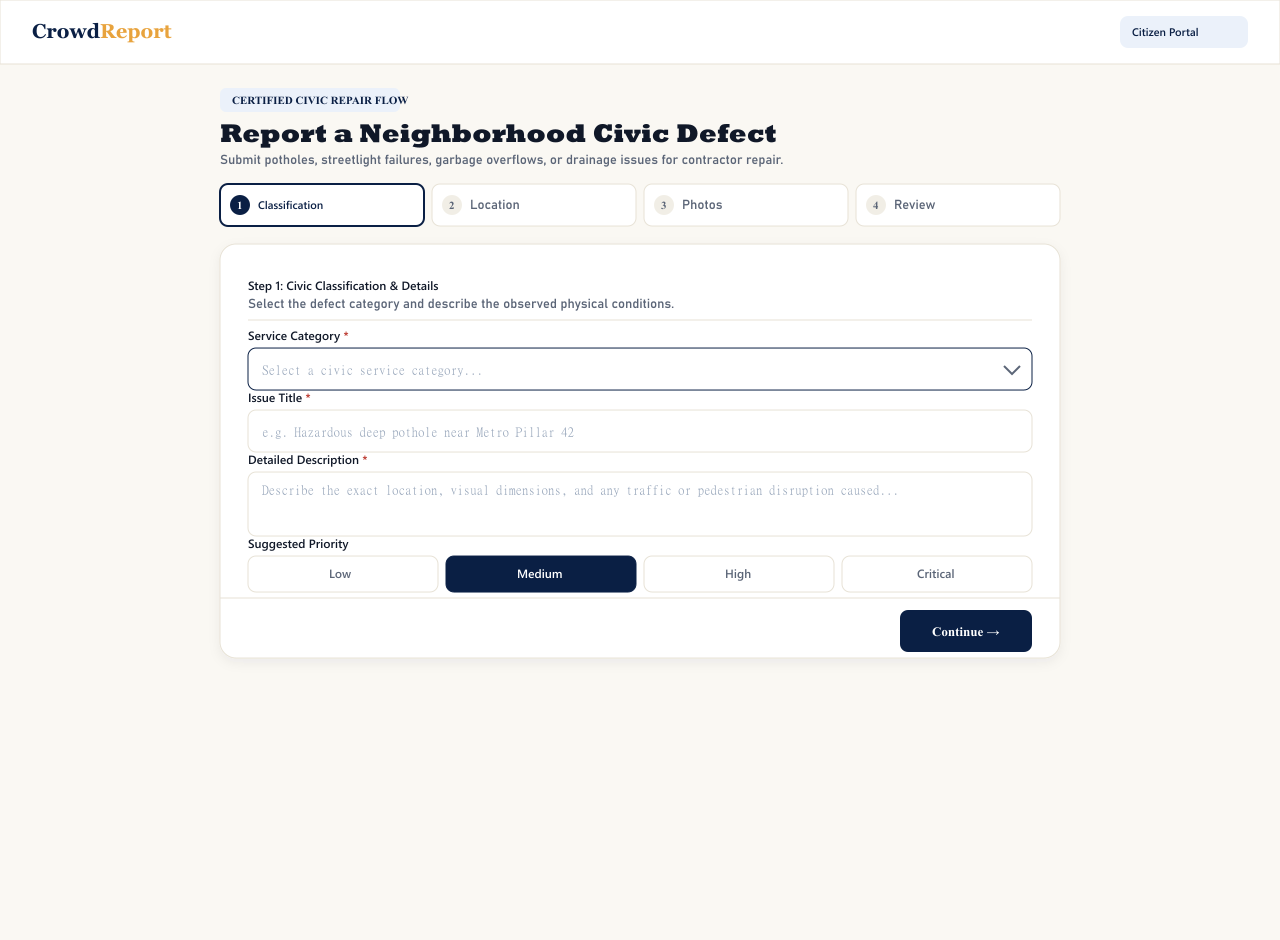 CrowdReport
Citizen Portal
CERTIFIED CIVIC REPAIR FLOW
Report a Neighborhood Civic Defect
Submit potholes, streetlight failures, garbage overflows, or drainage issues for contractor repair.
1 Classification
2 Location
3 Photos
4 Review
Step 1: Civic Classification & Details
Select the defect category and describe the observed physical conditions.
Service Category *
Select a civic service category...
Issue Title *
e.g. Hazardous deep pothole near Metro Pillar 42
Detailed Description *
Describe the exact location, visual dimensions, and any traffic or pedestrian disruption caused...
Suggested Priority
Low
Medium
High
Critical
Continue →